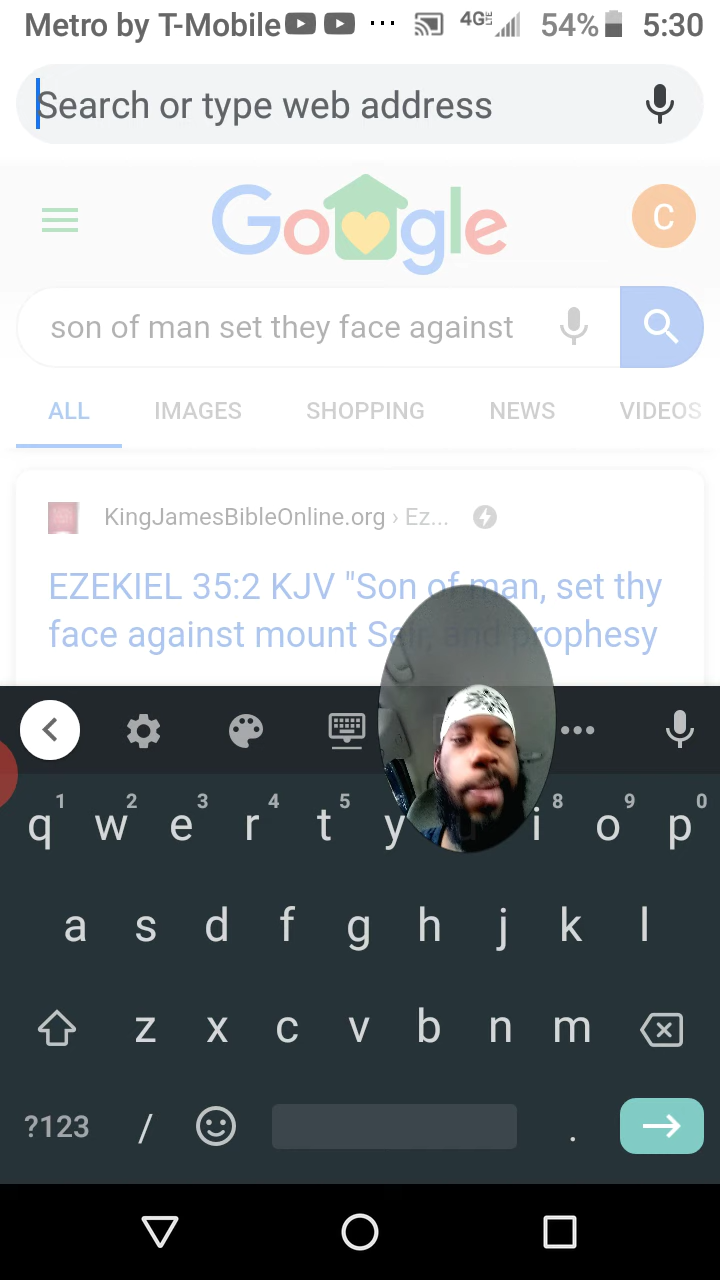 Metro by T-Mobile ... 4G LTE 54% 5:30
Search or type web address
Google
C
son of man set they face against
ALL IMAGES SHOPPING NEWS VIDEOS
KingJamesBibleOnline.org › Ez...
EZEKIEL 35:2 KJV "Son of man, set thy
face against mount Seir, and prophesy
1 2 3 4 5 8 9 0
q w e r t y u i o p
a s d f g h j k l
z x c v b n m
?123 / .